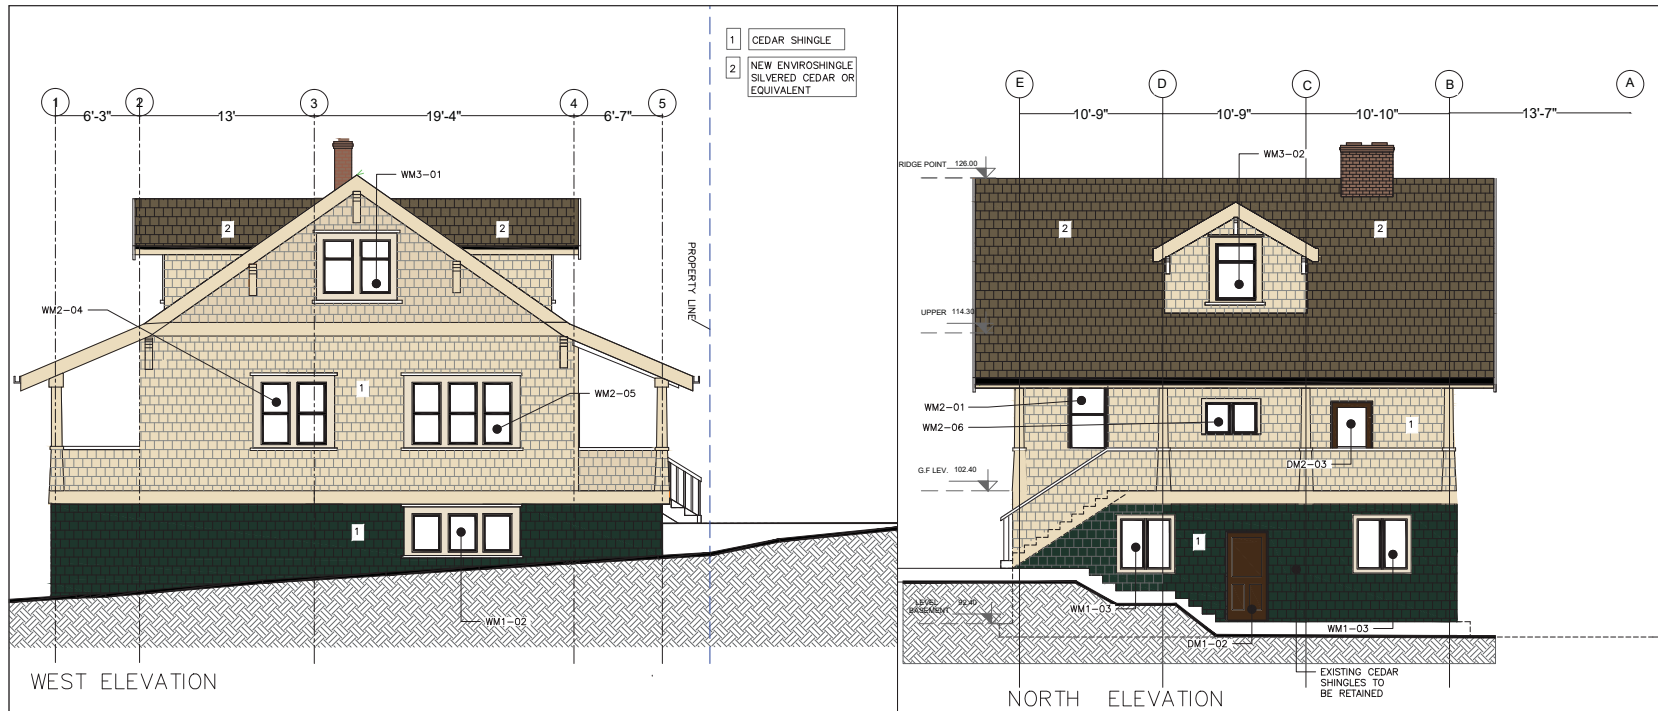 1 CEDAR SHINGLE
2 NEW ENVIROSHINGLE
SILVERED CEDAR OR
EQUIVALENT
1 2 3 4 5
6'-3" 13' 19'-4" 6'-7"
WM3-01
2 2
PROPERTY LINE
WM2-04
1
WM2-05
1
WM1-02
WEST ELEVATION
E D C B A
10'-9" 10'-9" 10'-10" 13'-7"
WM3-02
RIDGE POINT 126.00
2 2
UPPER 114.30
WM2-01
WM2-06
1
DM2-03
G.F LEV. 102.40
1
LEVEL 92.40
BASEMENT
WM1-03
WM1-03
DM1-02
EXISTING CEDAR
SHINGLES TO
BE RETAINED
NORTH ELEVATION